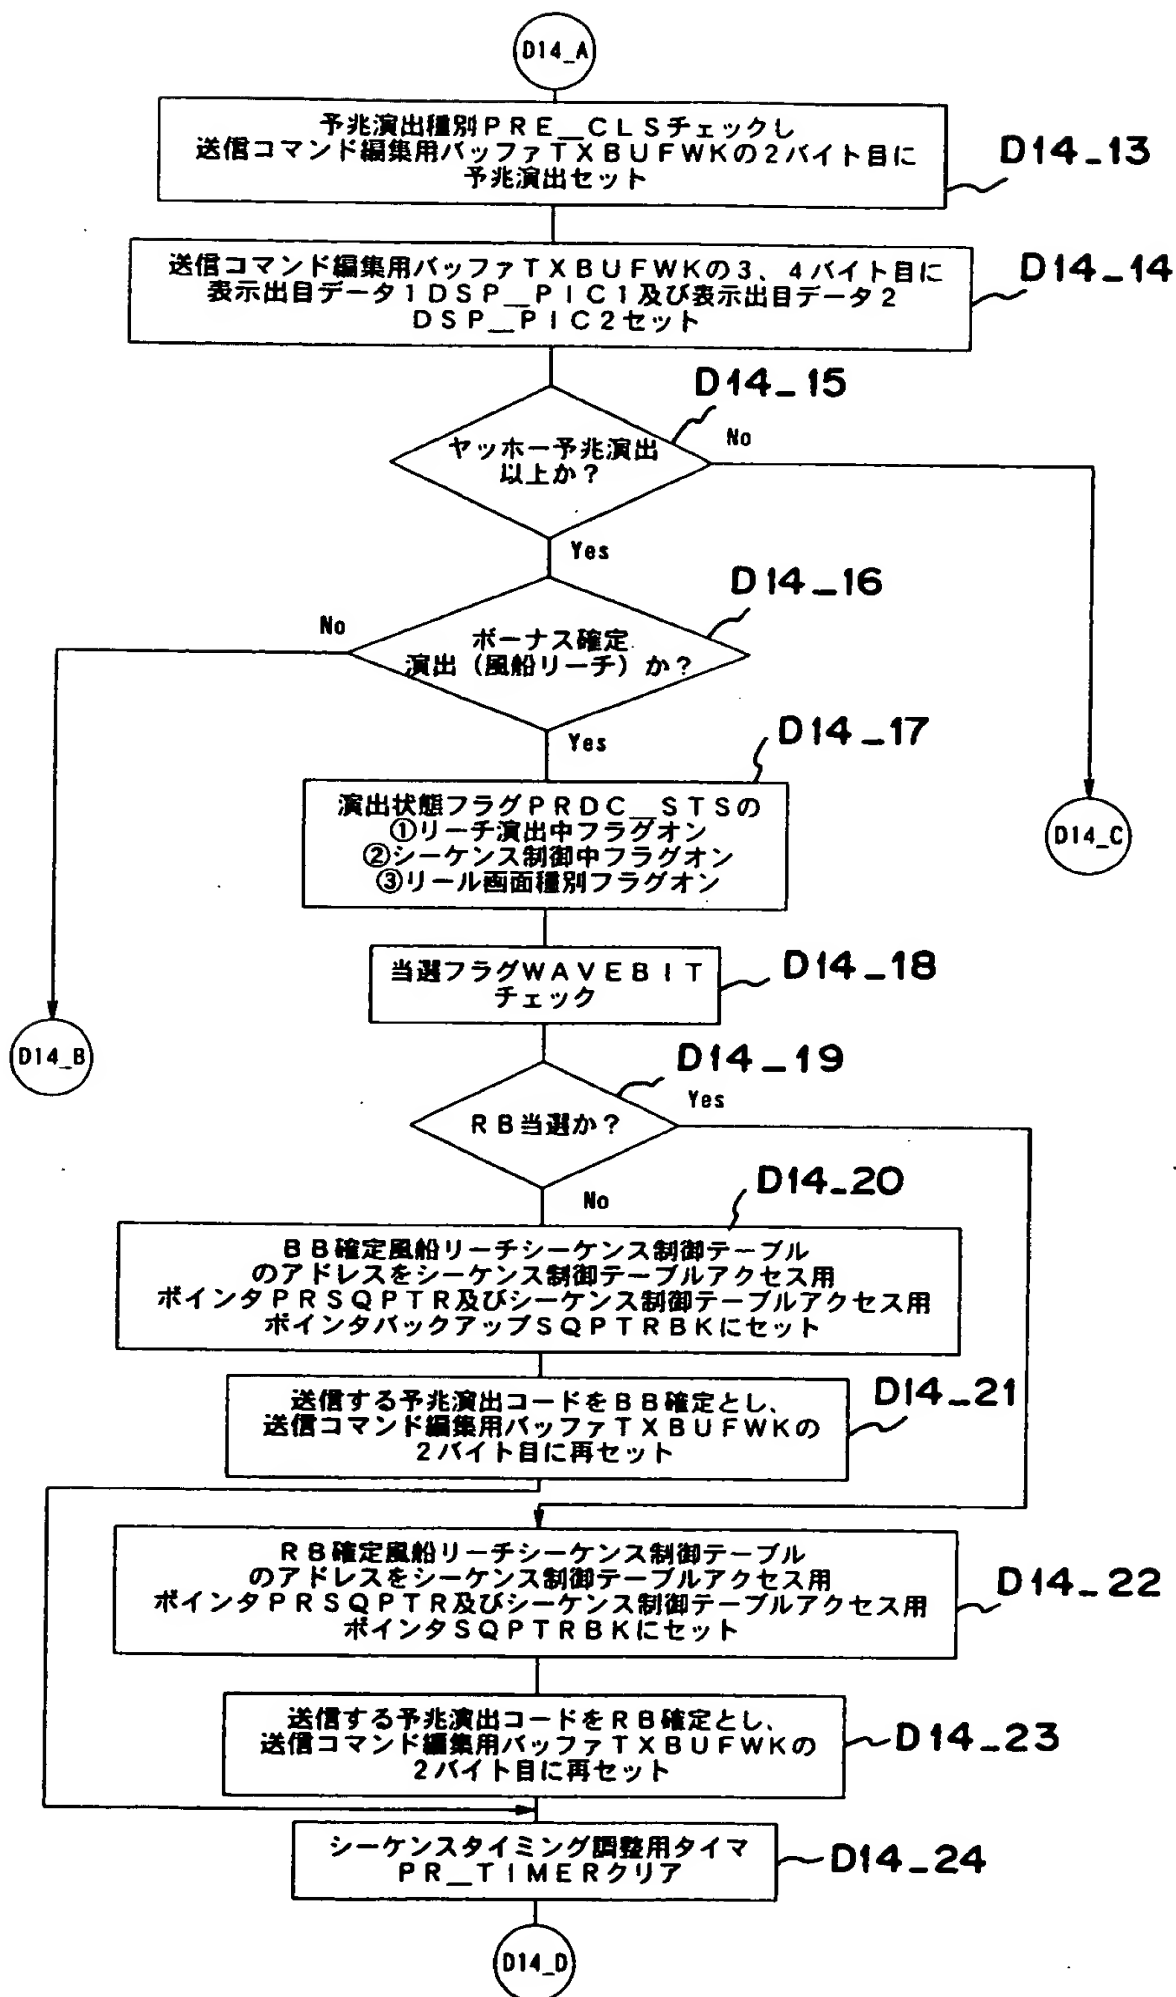 D14_A
予兆演出種別ＰＲＥ＿ＣＬＳチェックし
送信コマンド編集用バッファＴＸＢＵＦＷＫの２バイト目に
予兆演出セット
D14_13
送信コマンド編集用バッファＴＸＢＵＦＷＫの３、４バイト目に
表示出目データ１ＤＳＰ＿ＰＩＣ１及び表示出目データ２
ＤＳＰ＿ＰＩＣ２セット
D14_14
D14_15
ヤッホー予兆演出
以上か？
No
Yes
D14_16
No
ボーナス確定
演出（風船リーチ）か？
Yes
D14_17
演出状態フラグＰＲＤＣ＿ＳＴＳの
①リーチ演出中フラグオン
②シーケンス制御中フラグオン
③リール画面種別フラグオン
D14_C
当選フラグＷＡＶＥＢＩＴ
チェック
D14_18
D14_B
D14_19
ＲＢ当選か？
Yes
No
D14_20
ＢＢ確定風船リーチシーケンス制御テーブル
のアドレスをシーケンス制御テーブルアクセス用
ポインタＰＲＳＱＰＴＲ及びシーケンス制御テーブルアクセス用
ポインタバックアップＳＱＰＴＲＢＫにセット
D14_21
送信する予兆演出コードをＢＢ確定とし、
送信コマンド編集用バッファＴＸＢＵＦＷＫの
２バイト目に再セット
ＲＢ確定風船リーチシーケンス制御テーブル
のアドレスをシーケンス制御テーブルアクセス用
ポインタＰＲＳＱＰＴＲ及びシーケンス制御テーブルアクセス用
ポインタＳＱＰＴＲＢＫにセット
D14_22
送信する予兆演出コードをＲＢ確定とし、
送信コマンド編集用バッファＴＸＢＵＦＷＫの
２バイト目に再セット
D14_23
シーケンスタイミング調整用タイマ
ＰＲ＿ＴＩＭＥＲクリア
D14_24
D14_D